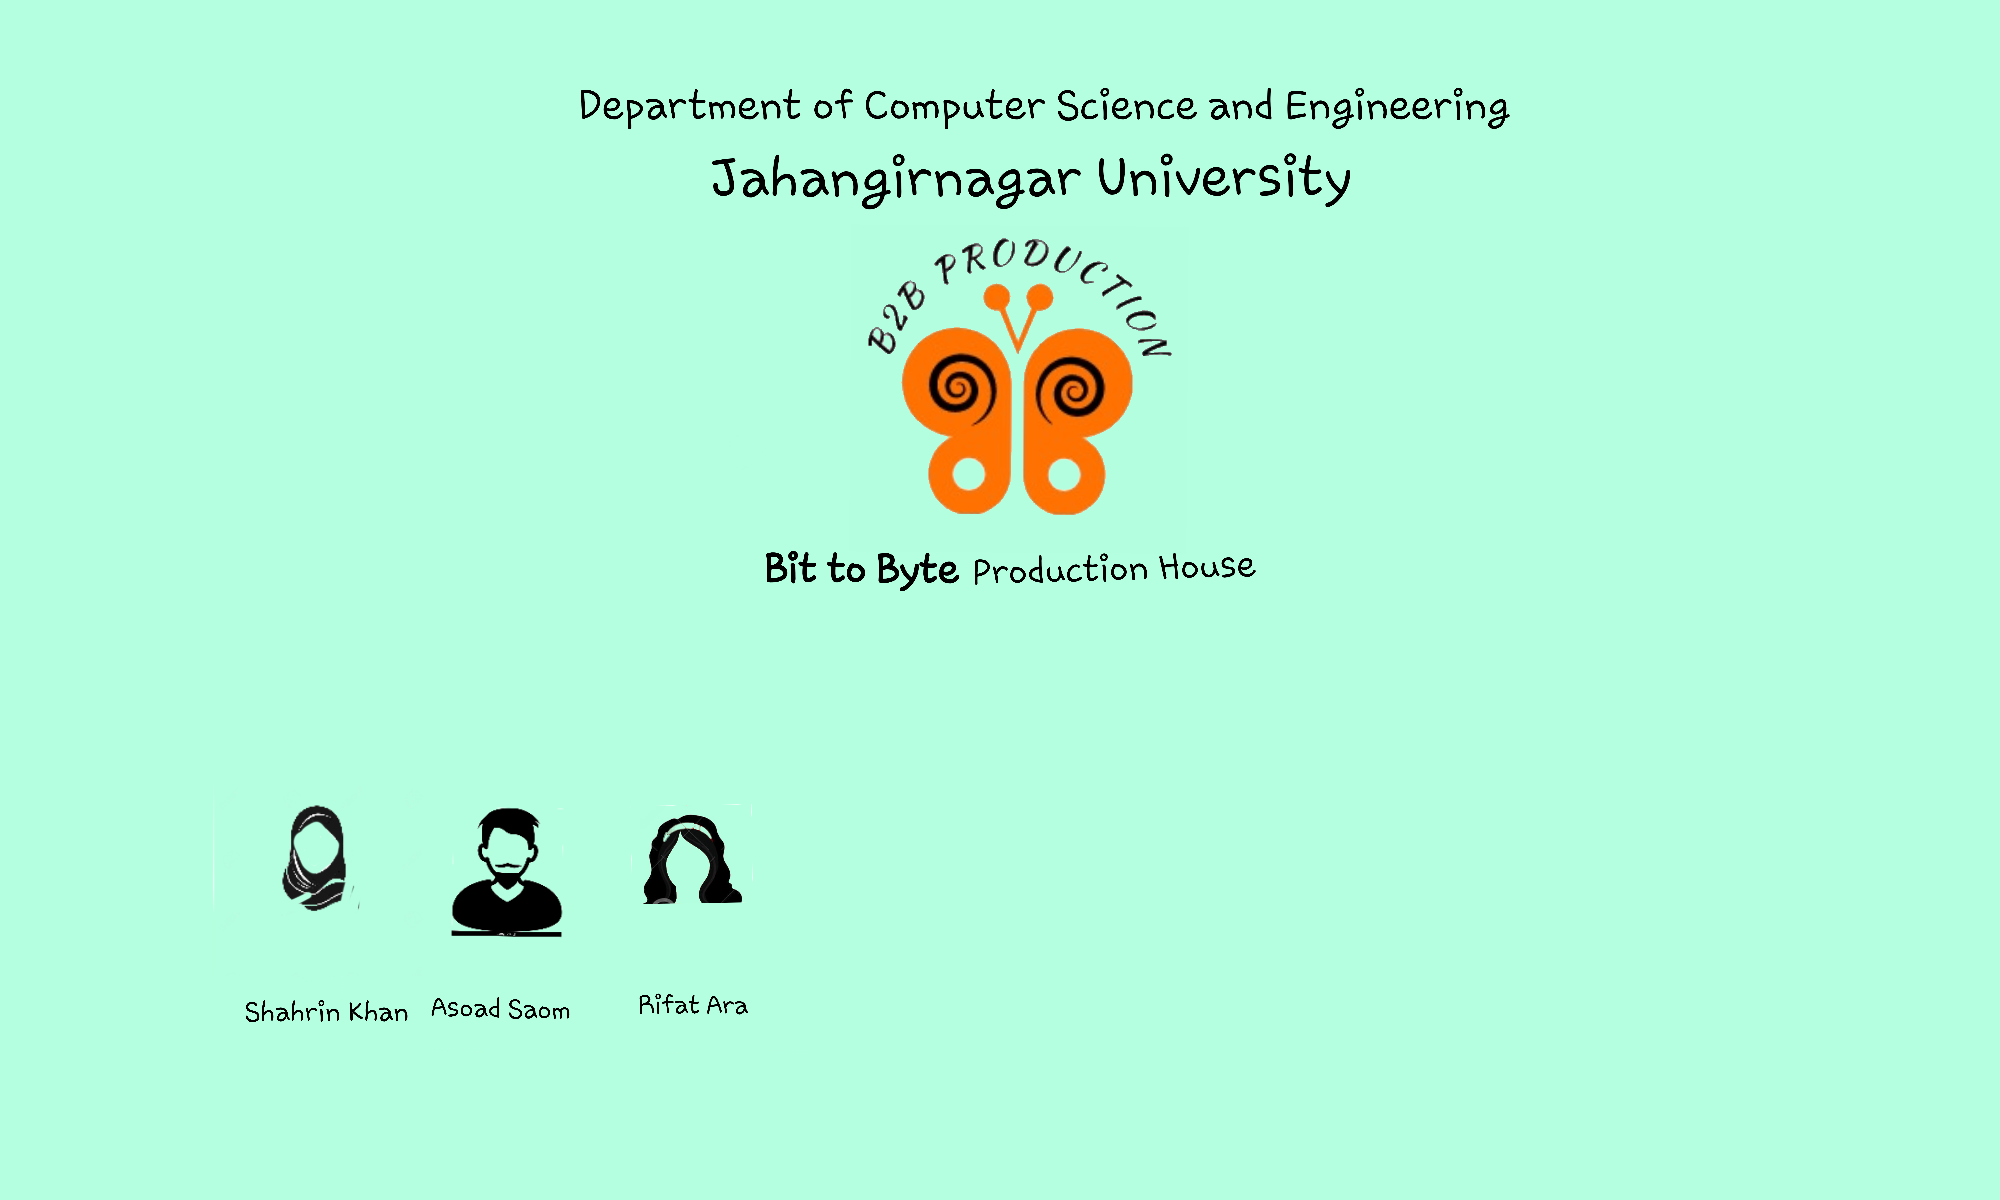 Department of Computer Science and Engineering
Jahangirnagar University
B2B PRODUCTION
Bit to Byte Production House
Shahrin Khan Asoad Saom Rifat Ara